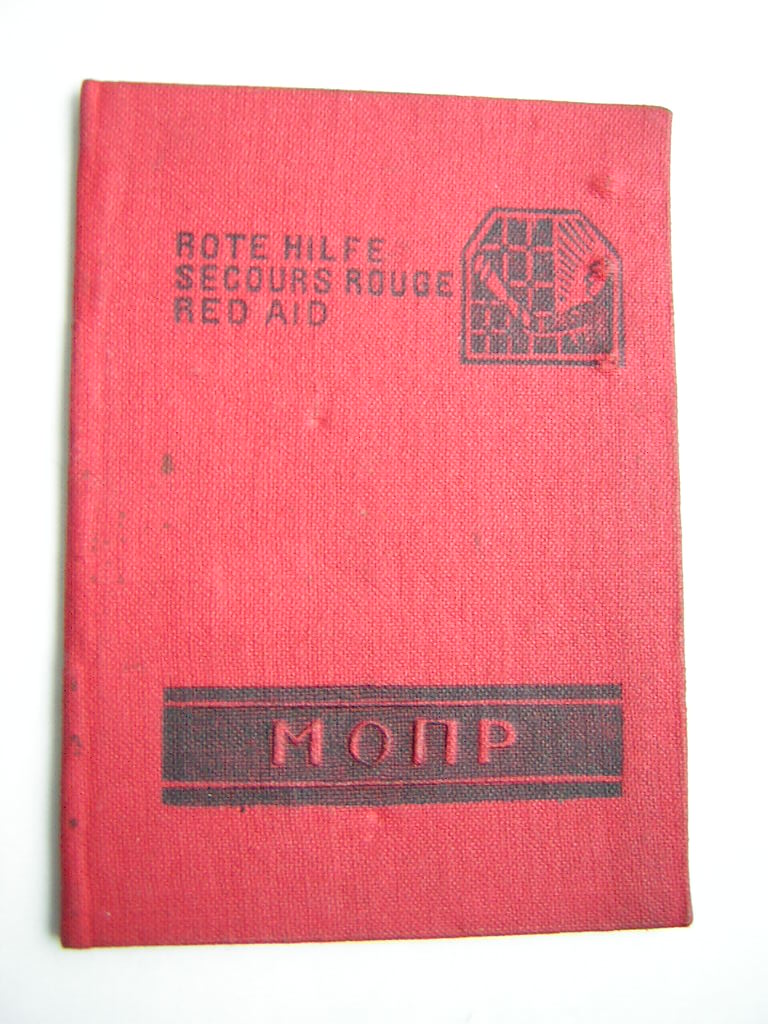 ROTE HILFE
SECOURS ROUGE
RED AID
МОПР